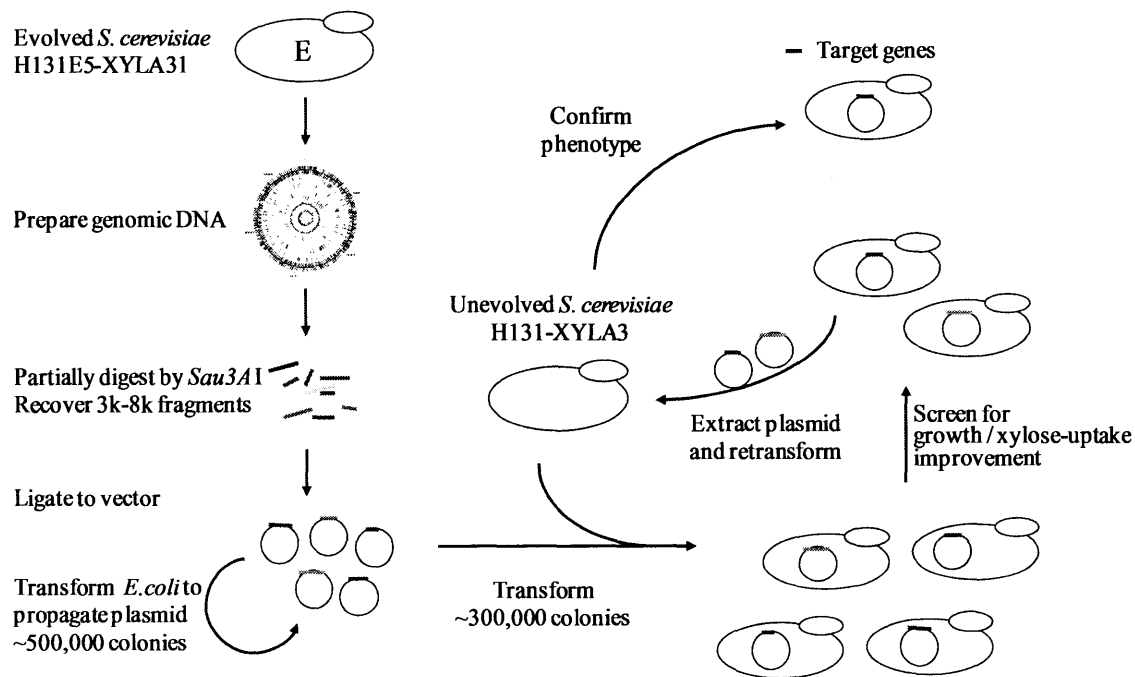 Evolved S. cerevisiae
H131E5-XYLA31
E
Prepare genomic DNA
Partially digest by Sau3A I
Recover 3k-8k fragments
Ligate to vector
Transform E.coli to
propagate plasmid
~500,000 colonies
Transform
~300,000 colonies
Unevolved S. cerevisiae
H131-XYLA3
Confirm
phenotype
Target genes
Extract plasmid
and retransform
Screen for
growth / xylose-uptake
improvement